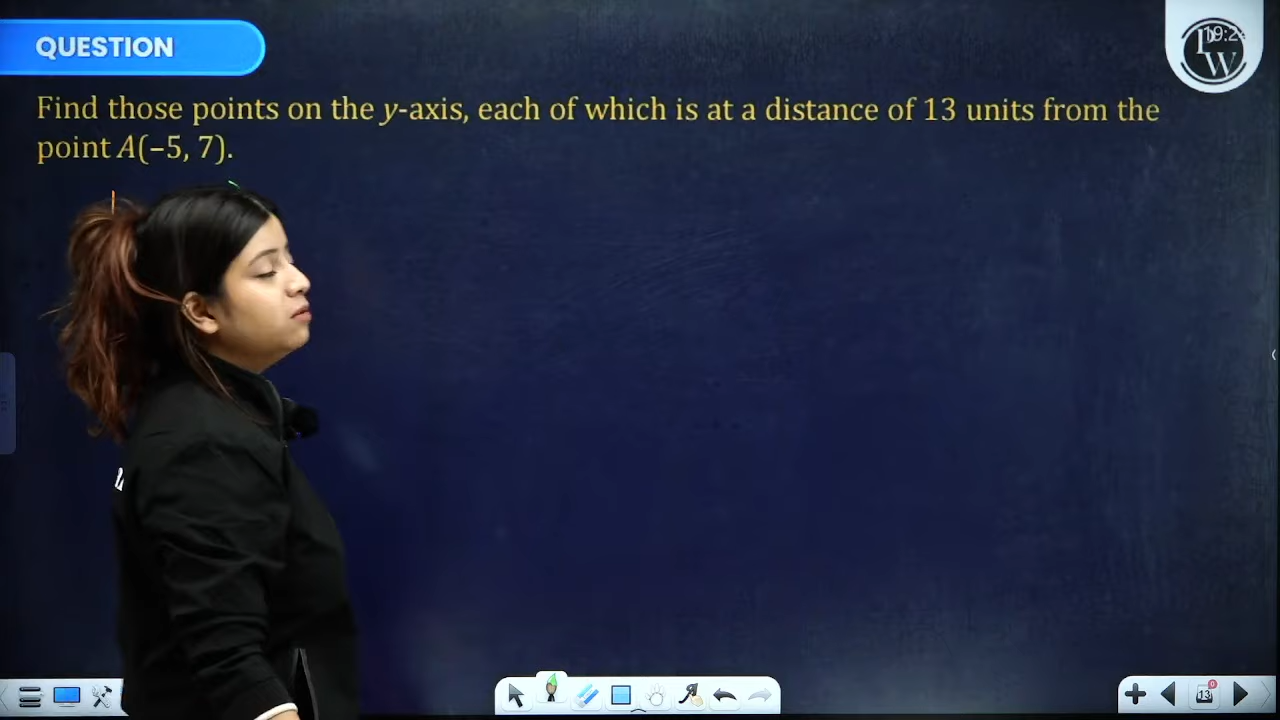 QUESTION
Find those points on the y-axis, each of which is at a distance of 13 units from the
point A(–5, 7).
13